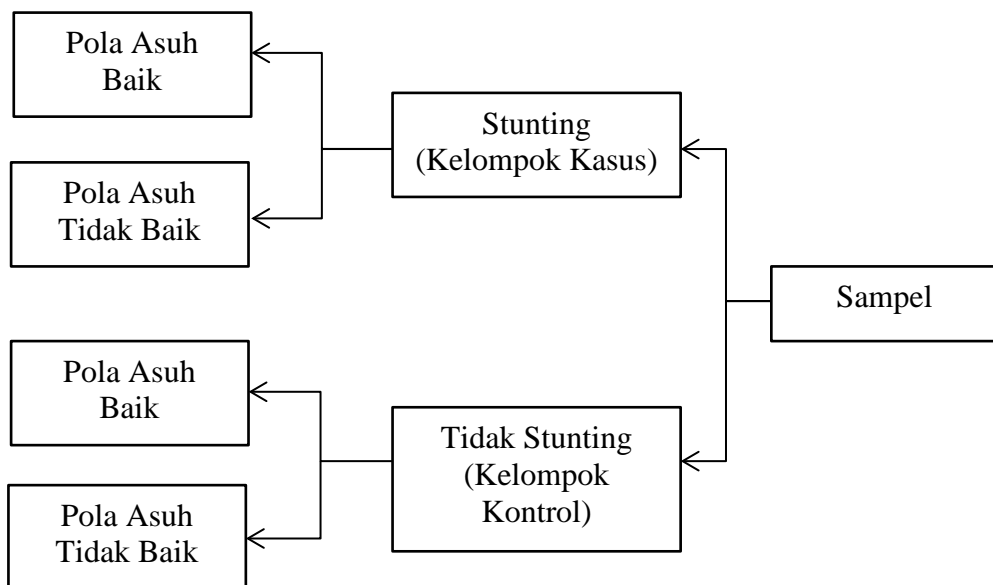 Pola Asuh
Baik
Pola Asuh
Tidak Baik
Stunting
(Kelompok Kasus)
Sampel
Pola Asuh
Baik
Pola Asuh
Tidak Baik
Tidak Stunting
(Kelompok
Kontrol)